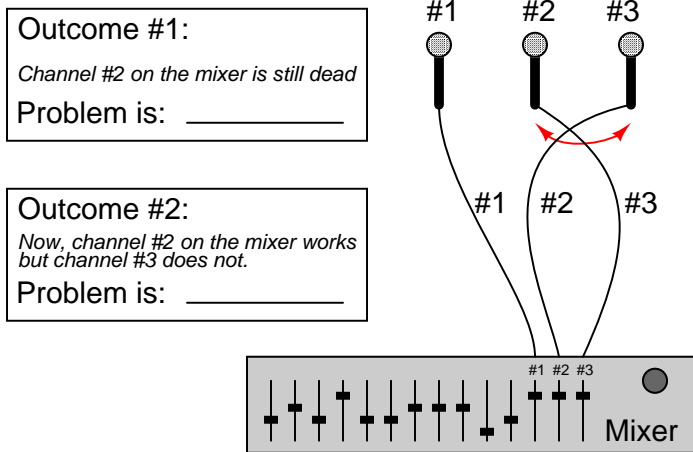 Outcome #1:
Channel #2 on the mixer is still dead
Problem is: __________
Outcome #2:
Now, channel #2 on the mixer works
but channel #3 does not.
Problem is: ___________
#1 #2 #3
#1 #2 #3
#1 #2 #3
Mixer